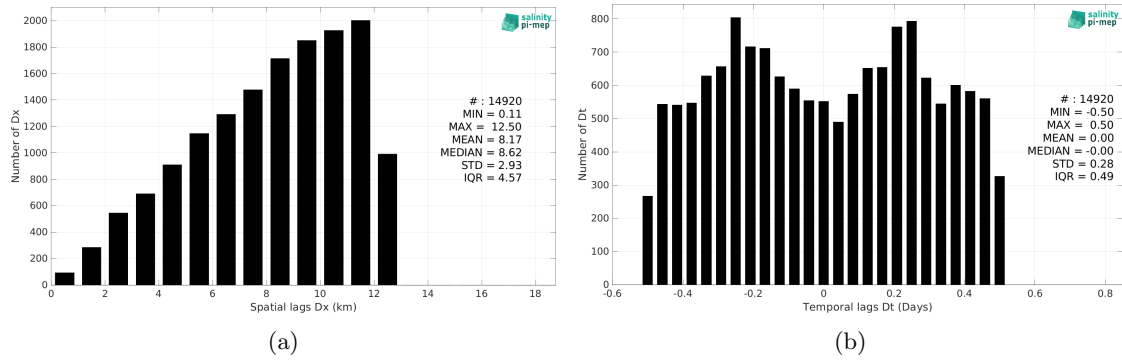 2000
1800
1600
1400
1200
1000
800
600
400
200
0
Number of Dx
0 2 4 6 8 10 12 14 16 18
Spatial lags Dx (km)
salinity
pi-mep
# : 14920
MIN = 0.11
MAX = 12.50
MEAN = 8.17
MEDIAN = 8.62
STD = 2.93
IQR = 4.57
(a)
800
700
600
500
400
300
200
100
0
Number of Dt
-0.6 -0.4 -0.2 0 0.2 0.4 0.6 0.8
Temporal lags Dt (Days)
salinity
pi-mep
# : 14920
MIN = -0.50
MAX = 0.50
MEAN = 0.00
MEDIAN = -0.00
STD = 0.28
IQR = 0.49
(b)